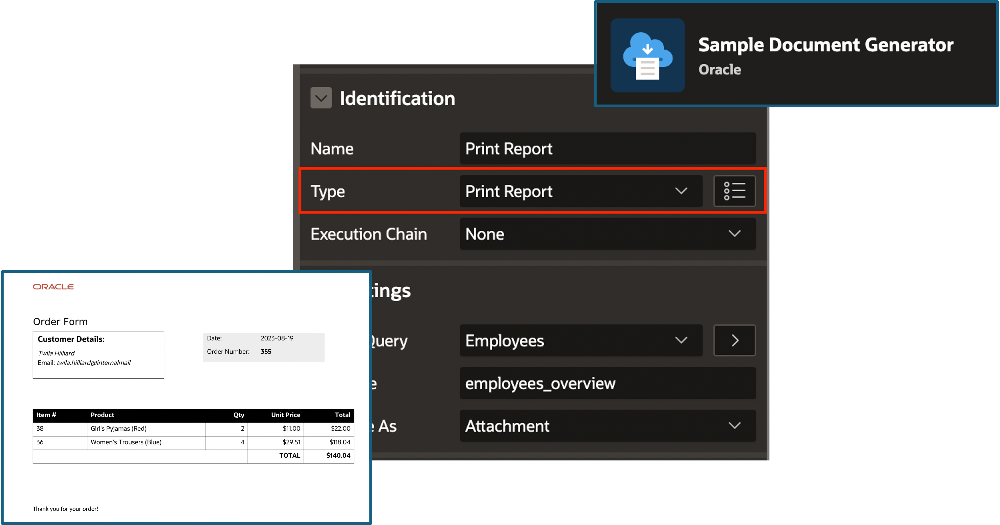 Sample Document Generator
Oracle
Identification
Name Print Report
Type Print Report
Execution Chain None
tings
Query Employees
e employees_overview
e As Attachment
ORACLE
Order Form
Customer Details:
Twila Hilliard
Email: twila.hilliard@internalmail
Date: 2023-08-19
Order Number: 355
Item # Product Qty Unit Price Total
38 Girl's Pyjamas (Red) 2 $11.00 $22.00
36 Women's Trousers (Blue) 4 $29.51 $118.04
TOTAL $140.04
Thank you for your order!